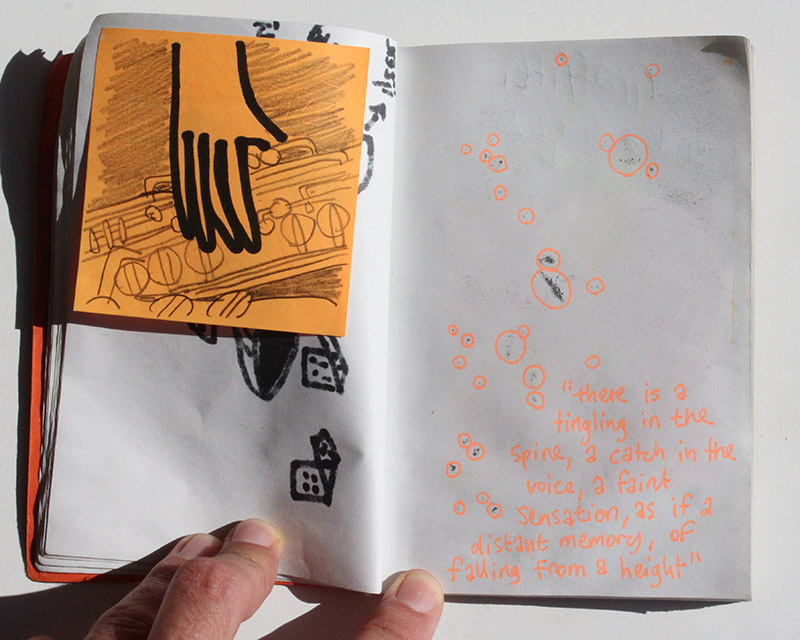 "there is a
tingling in the
spine, a catch in the
voice, a faint
sensation, as if a
distant memory, of
falling from a height"